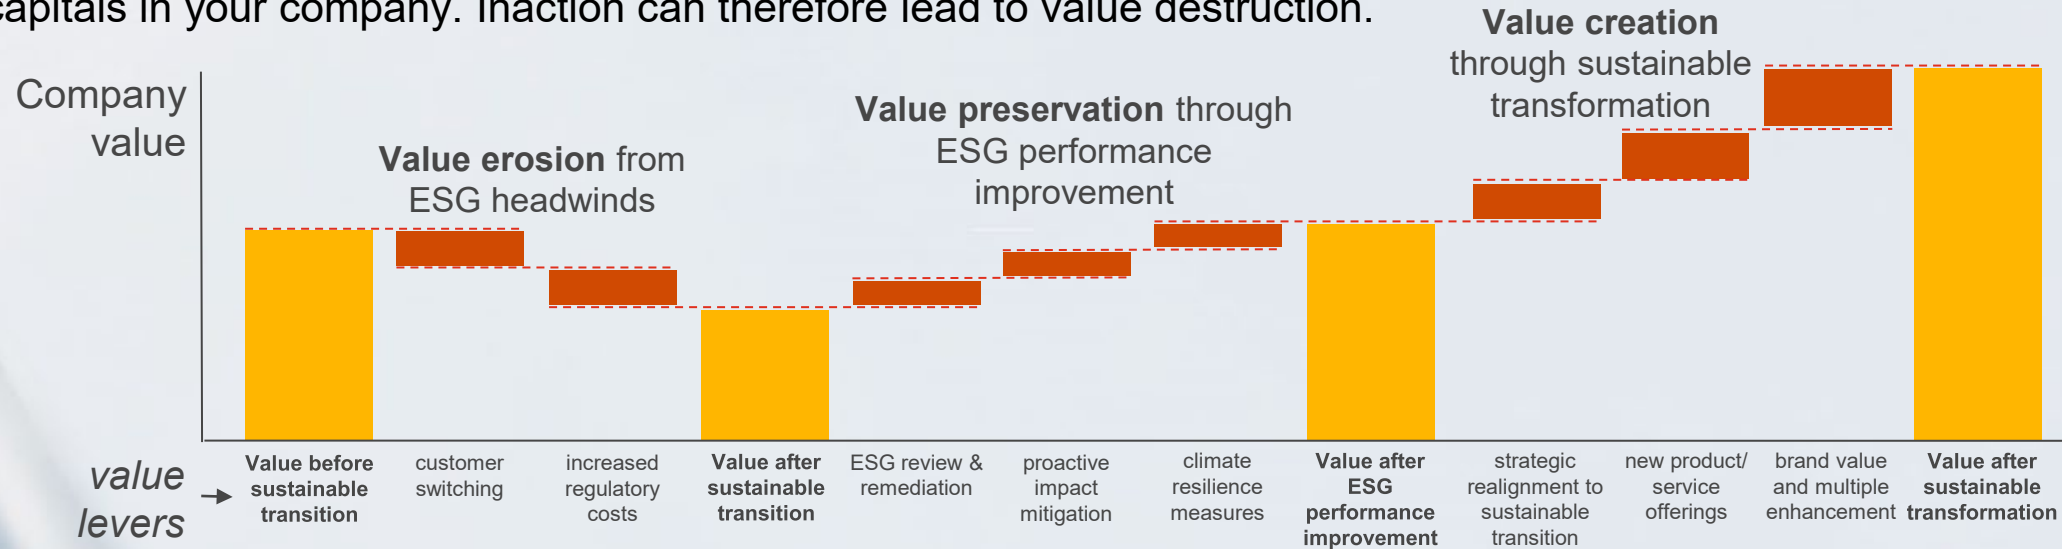 capitals in your company. Inaction can therefore lead to value destruction.
Value creation
through sustainable
transformation
Company
value
Value preservation through
ESG performance
improvement
Value erosion from
ESG headwinds
value
levers
Value before
sustainable
transition
customer
switching
increased
regulatory
costs
Value after
sustainable
transition
ESG review &
remediation
proactive
impact
mitigation
climate
resilience
measures
Value after
ESG
performance
improvement
strategic
realignment to
sustainable
transition
new product/
service
offerings
brand value
and multiple
enhancement
Value after
sustainable
transformation